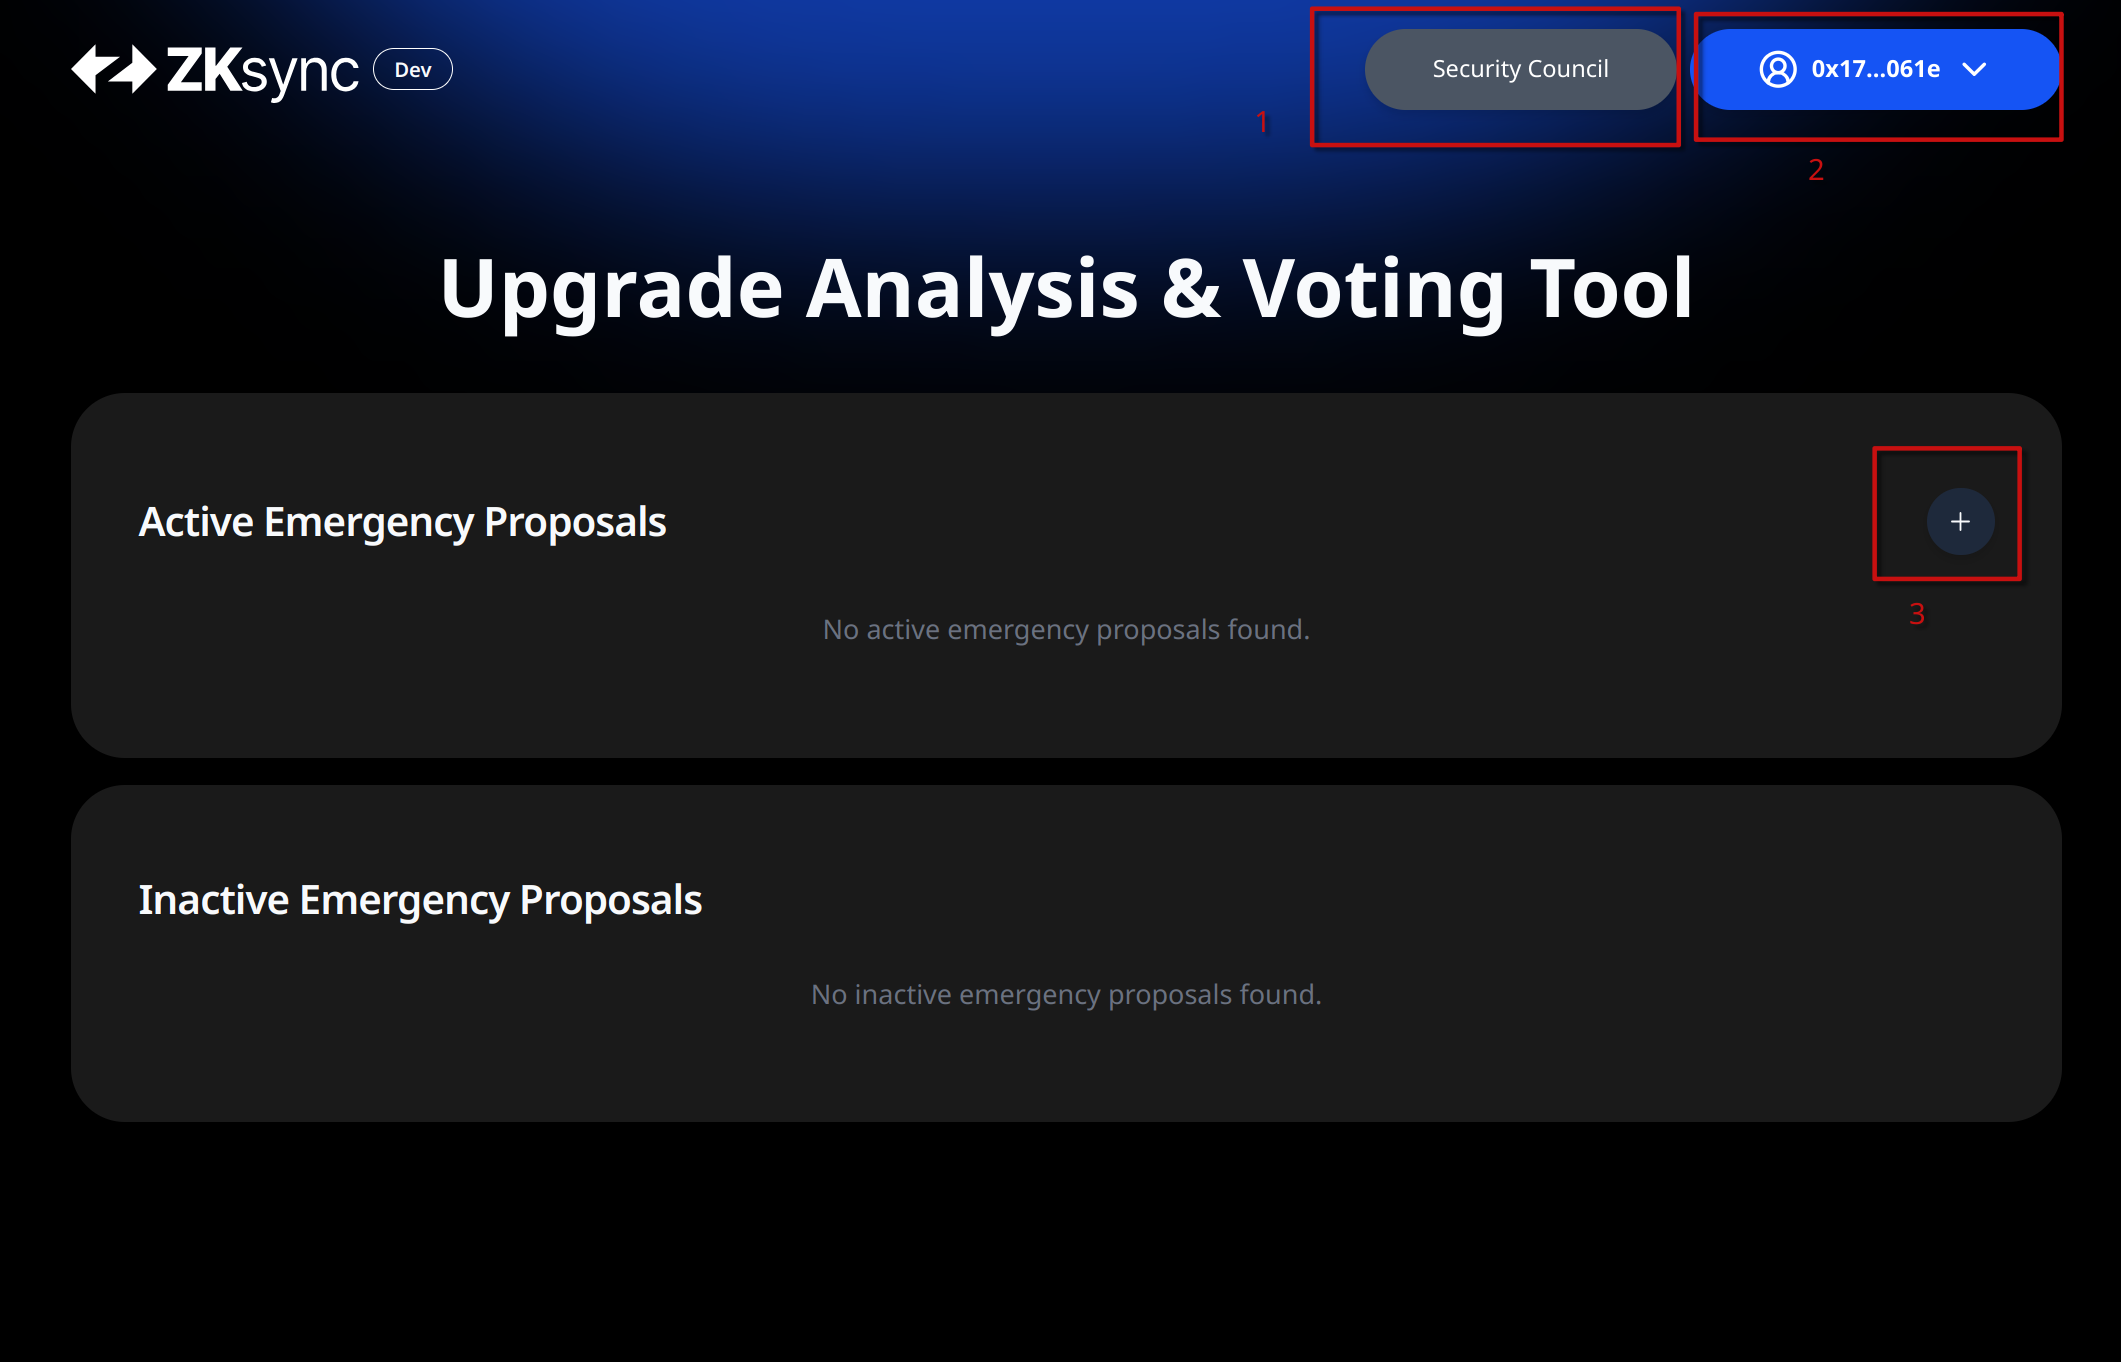 ZKsync Dev
Security Council
0x17...061e
1
2
Upgrade Analysis & Voting Tool
Active Emergency Proposals
+
3
No active emergency proposals found.
Inactive Emergency Proposals
No inactive emergency proposals found.